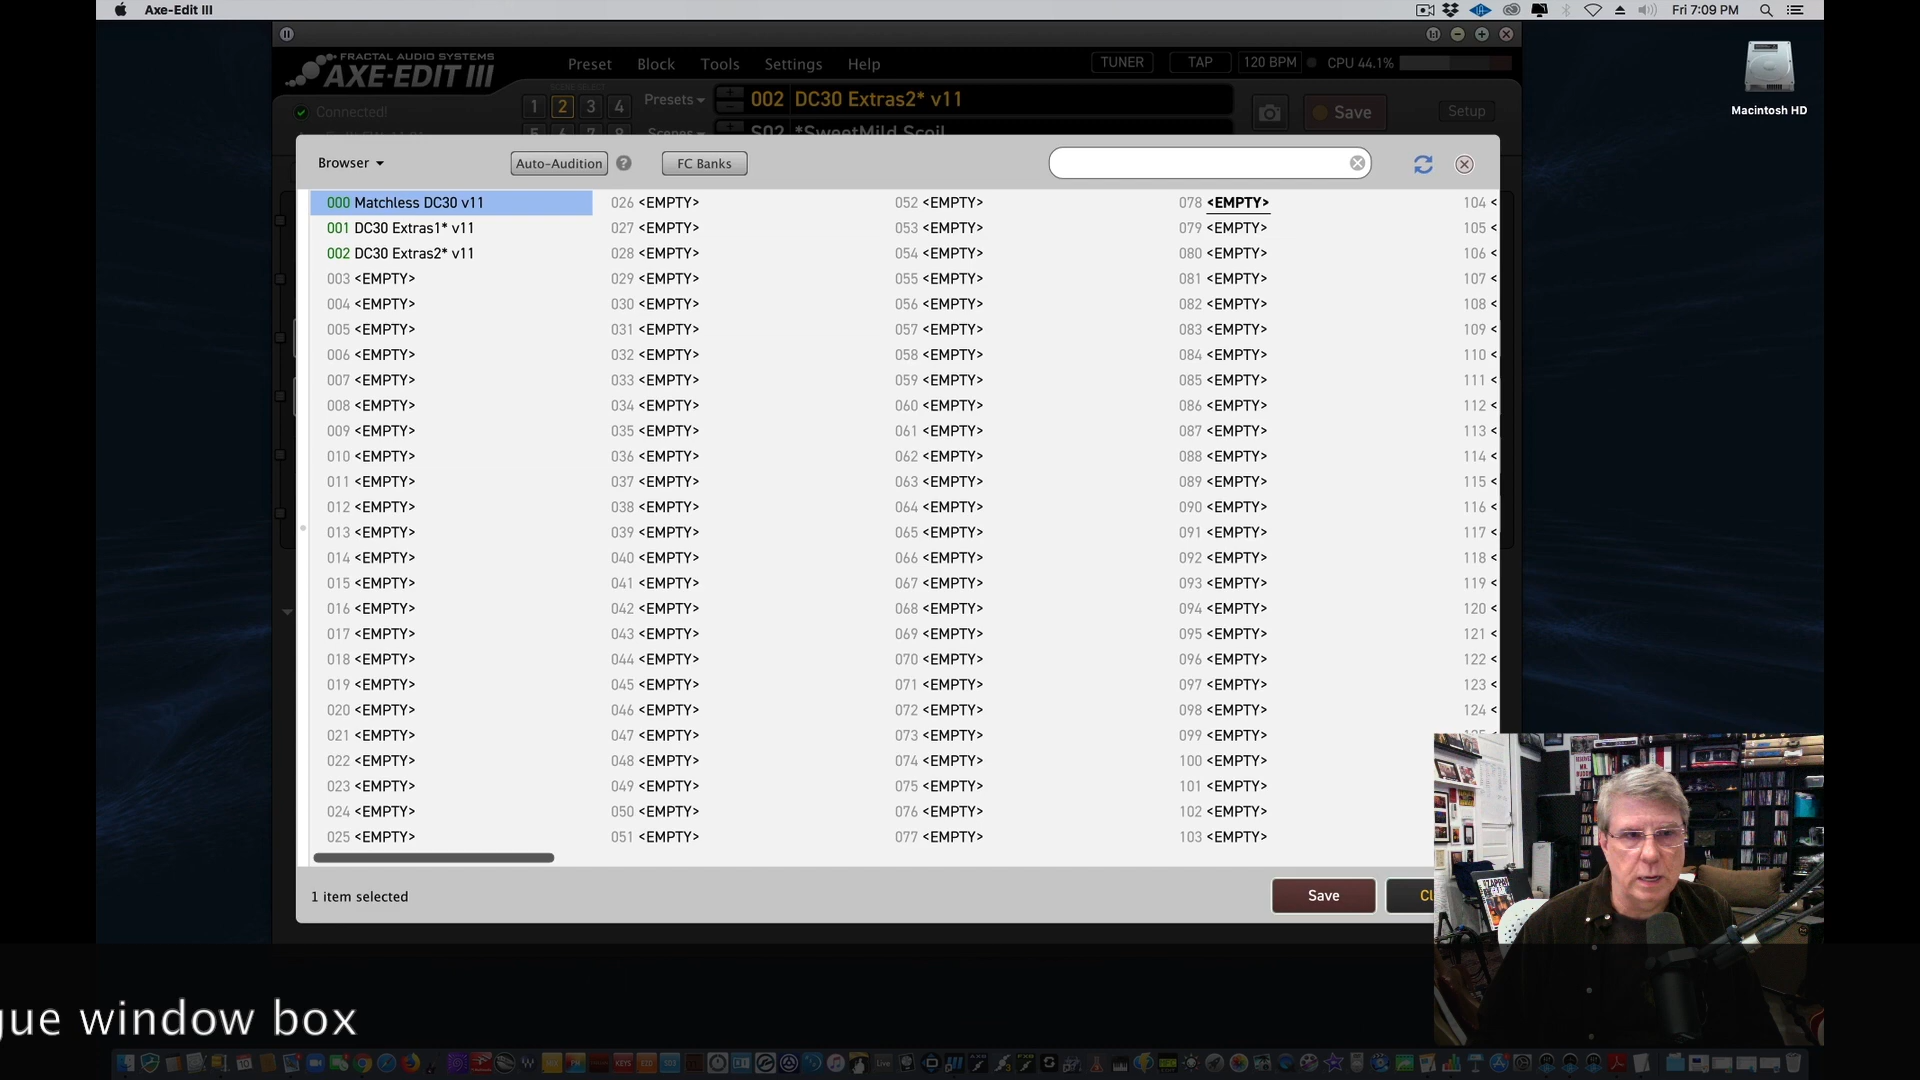 Axe-Edit III
Fri 7:09 PM
FRACTAL AUDIO SYSTEMS
AXE-EDIT III
Preset Block Tools Settings Help
TUNER TAP 120 BPM CPU 44.1%
Connected!
1 2 3 4 Presets 002 DC30 Extras2* v11 Save Setup
5 6 7 8 Scenes S02 *SweetMild Scoil
Macintosh HD
Browser Auto-Audition ? FC Banks
000 Matchless DC30 v11
001 DC30 Extras1* v11
002 DC30 Extras2* v11
003 <EMPTY>
004 <EMPTY>
005 <EMPTY>
006 <EMPTY>
007 <EMPTY>
008 <EMPTY>
009 <EMPTY>
010 <EMPTY>
011 <EMPTY>
012 <EMPTY>
013 <EMPTY>
014 <EMPTY>
015 <EMPTY>
016 <EMPTY>
017 <EMPTY>
018 <EMPTY>
019 <EMPTY>
020 <EMPTY>
021 <EMPTY>
022 <EMPTY>
023 <EMPTY>
024 <EMPTY>
025 <EMPTY>
026 <EMPTY>
027 <EMPTY>
028 <EMPTY>
029 <EMPTY>
030 <EMPTY>
031 <EMPTY>
032 <EMPTY>
033 <EMPTY>
034 <EMPTY>
035 <EMPTY>
036 <EMPTY>
037 <EMPTY>
038 <EMPTY>
039 <EMPTY>
040 <EMPTY>
041 <EMPTY>
042 <EMPTY>
043 <EMPTY>
044 <EMPTY>
045 <EMPTY>
046 <EMPTY>
047 <EMPTY>
048 <EMPTY>
049 <EMPTY>
050 <EMPTY>
051 <EMPTY>
052 <EMPTY>
053 <EMPTY>
054 <EMPTY>
055 <EMPTY>
056 <EMPTY>
057 <EMPTY>
058 <EMPTY>
059 <EMPTY>
060 <EMPTY>
061 <EMPTY>
062 <EMPTY>
063 <EMPTY>
064 <EMPTY>
065 <EMPTY>
066 <EMPTY>
067 <EMPTY>
068 <EMPTY>
069 <EMPTY>
070 <EMPTY>
071 <EMPTY>
072 <EMPTY>
073 <EMPTY>
074 <EMPTY>
075 <EMPTY>
076 <EMPTY>
077 <EMPTY>
078 <EMPTY>
079 <EMPTY>
080 <EMPTY>
081 <EMPTY>
082 <EMPTY>
083 <EMPTY>
084 <EMPTY>
085 <EMPTY>
086 <EMPTY>
087 <EMPTY>
088 <EMPTY>
089 <EMPTY>
090 <EMPTY>
091 <EMPTY>
092 <EMPTY>
093 <EMPTY>
094 <EMPTY>
095 <EMPTY>
096 <EMPTY>
097 <EMPTY>
098 <EMPTY>
099 <EMPTY>
100 <EMPTY>
101 <EMPTY>
102 <EMPTY>
103 <EMPTY>
104 <
105 <
106 <
107 <
108 <
109 <
110 <
111 <
112 <
113 <
114 <
115 <
116 <
117 <
118 <
119 <
120 <
121 <
122 <
123 <
124 <
1 item selected
Save
Cl
gue window box